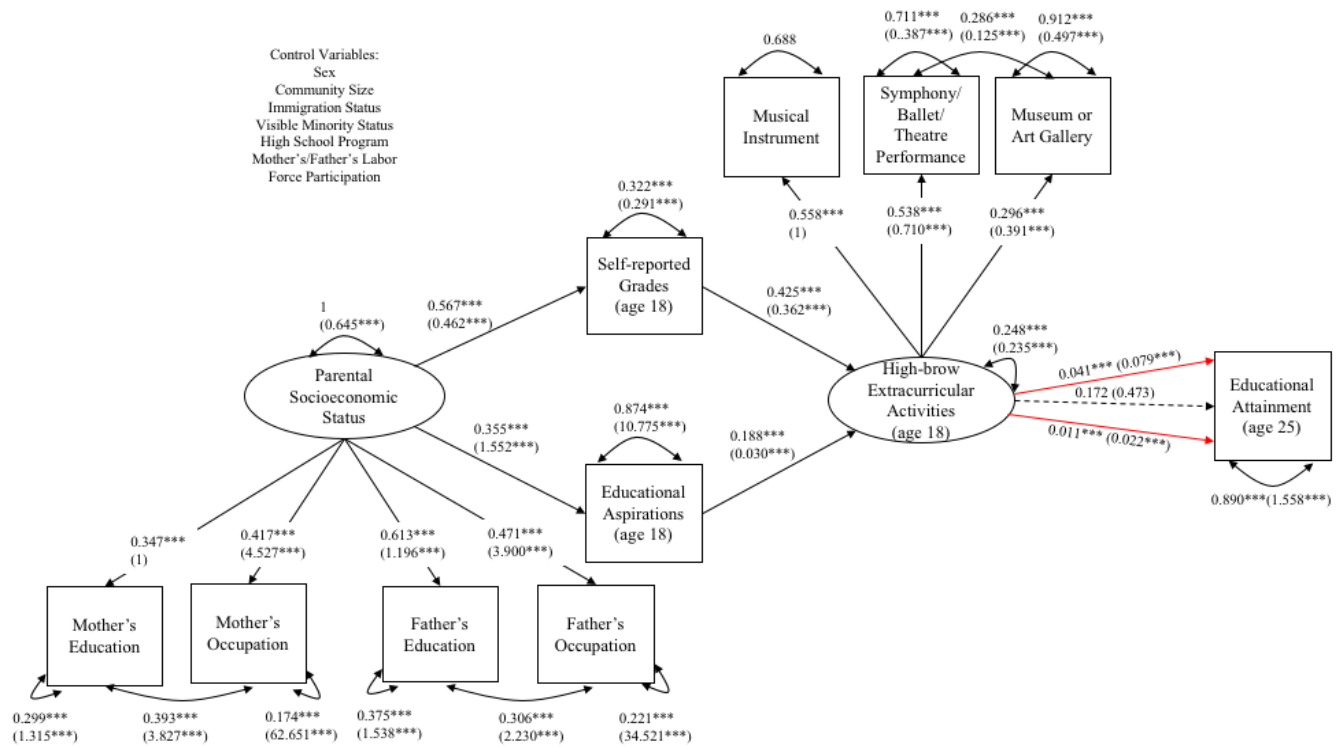 0.711***
(0..387***)
0.286***
(0.125***)
0.912***
(0.497***)
0.688
Control Variables:
Sex
Community Size
Immigration Status
Visible Minority Status
High School Program
Mother's/Father's Labor
Force Participation
Musical
Instrument
Symphony/
Ballet/
Theatre
Performance
Museum or
Art Gallery
0.322***
(0.291***)
0.558***
(1)
0.538***
(0.710***)
0.296***
(0.391***)
Self-reported
Grades
(age 18)
1
(0.645***)
0.567***
(0.462***)
0.425***
(0.362***)
0.248***
(0.235***)
Parental
Socioeconomic
Status
High-brow
Extracurricular
Activities
(age 18)
0.041*** (0.079***)
0.172 (0.473)
0.011*** (0.022***)
Educational
Attainment
(age 25)
0.890***(1.558***)
0.874***
(10.775***)
0.355***
(1.552***)
0.188***
(0.030***)
Educational
Aspirations
(age 18)
0.347***
(1)
0.417***
(4.527***)
0.613***
(1.196***)
0.471***
(3.900***)
Mother's
Education
Mother's
Occupation
Father's
Education
Father's
Occupation
0.299***
(1.315***)
0.393***
(3.827***)
0.174***
(62.651***)
0.375***
(1.538***)
0.306***
(2.230***)
0.221***
(34.521***)